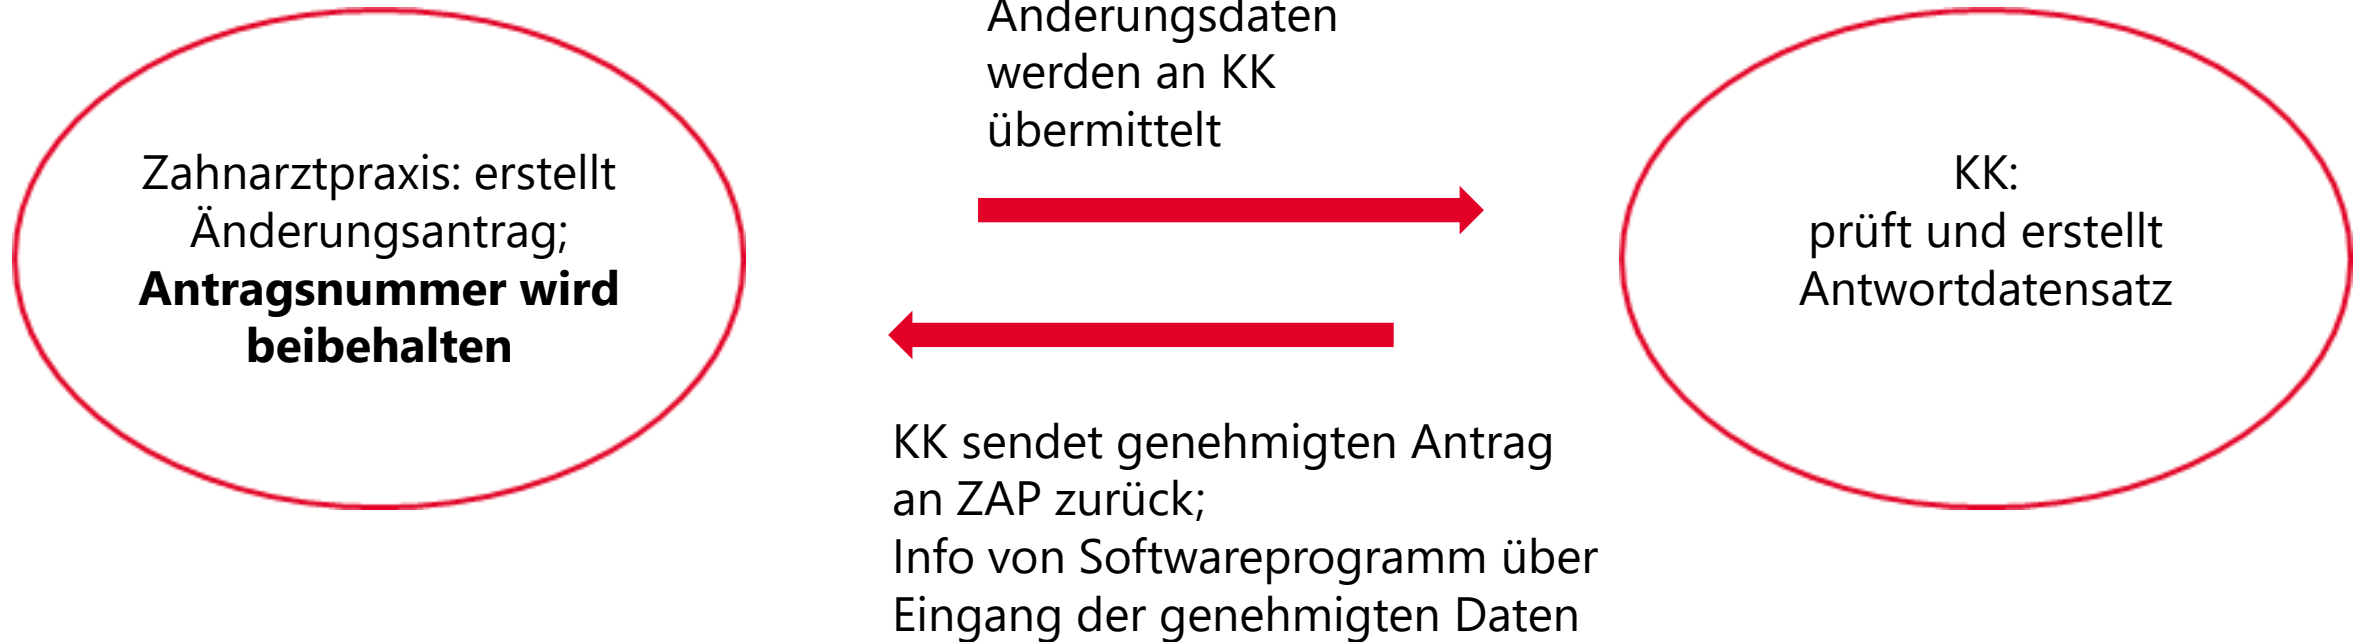 Zahnarztpraxis: erstellt
Änderungsantrag;
Antragsnummer wird
beibehalten
Änderungsdaten
werden an KK
übermittelt
KK:
prüft und erstellt
Antwortdatensatz
KK sendet genehmigten Antrag
an ZAP zurück;
Info von Softwareprogramm über
Eingang der genehmigten Daten